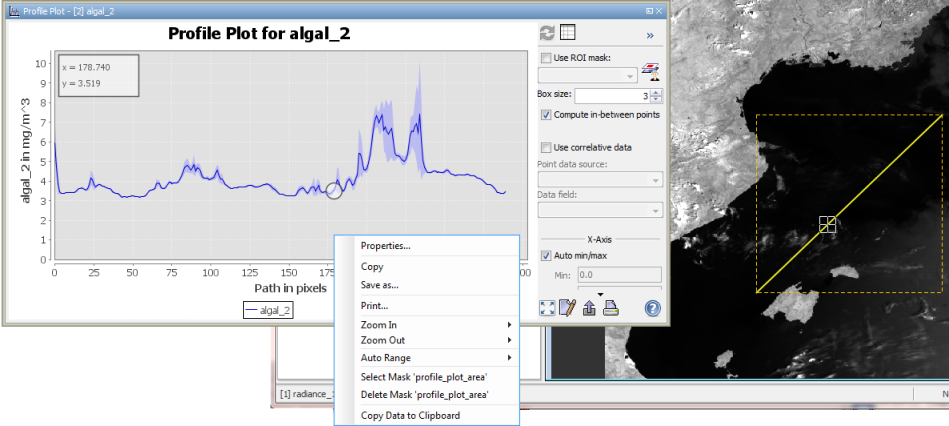 Profile Plot - [2] algal_2
Profile Plot for algal_2
x = 178.740
y = 3.519
10
9
8
7
6
5
4
3
2
1
0
algal_2 in mg/m^3
0 25 50 75 100 125 150 17 00
Path in pixels
algal_2
»
Use ROI mask:
Box size: 3
Compute in-between points
Use correlative data
Point data source:
Data field:
X-Axis
Auto min/max
Min: 0.0
Properties...
Copy
Save as...
Print...
Zoom In
Zoom Out
Auto Range
Select Mask 'profile_plot_area'
Delete Mask 'profile_plot_area'
Copy Data to Clipboard
[1] radiance_
N